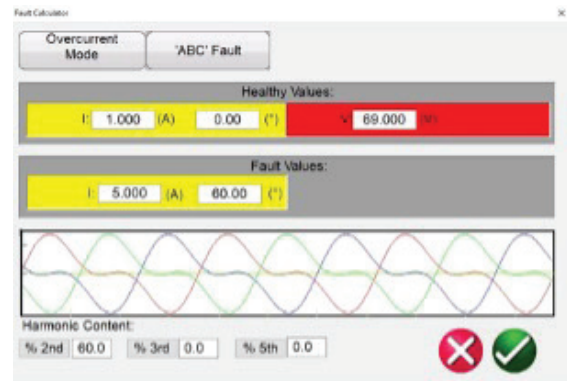 Fault Calculator
Overcurrent Mode
'ABC' Fault
Healthy Values:
I: 1.000 (A) 0.00 (°) V: 69.000 (V)
Fault Values:
I: 5.000 (A) 60.00 (°)
Harmonic Content:
% 2nd 60.0 % 3rd 0.0 % 5th 0.0